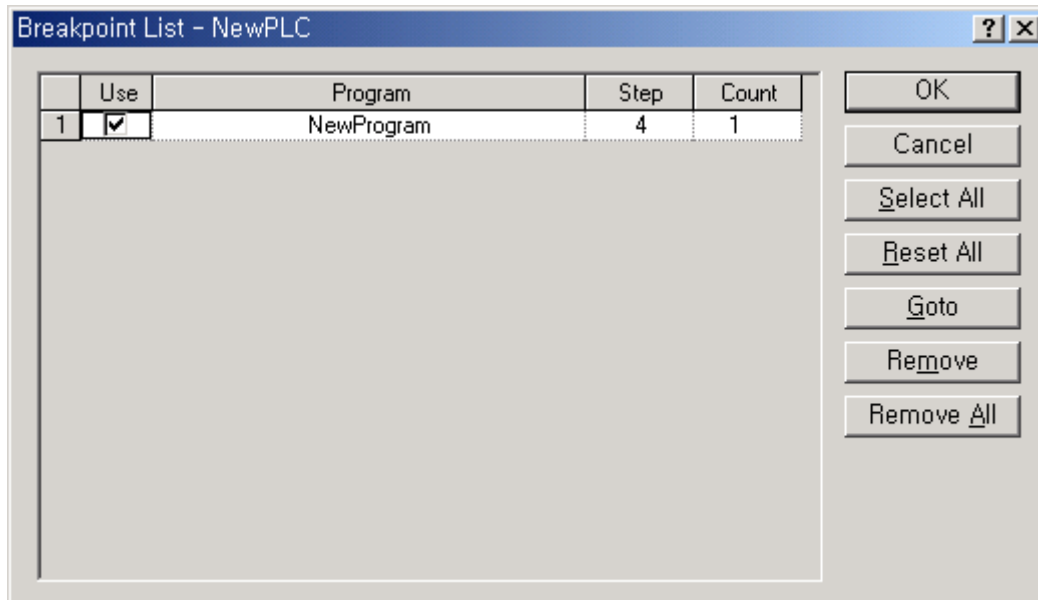 Breakpoint List - NewPLC
Use Program Step Count
1 NewProgram 4 1
OK
Cancel
Select All
Reset All
Goto
Remove
Remove All